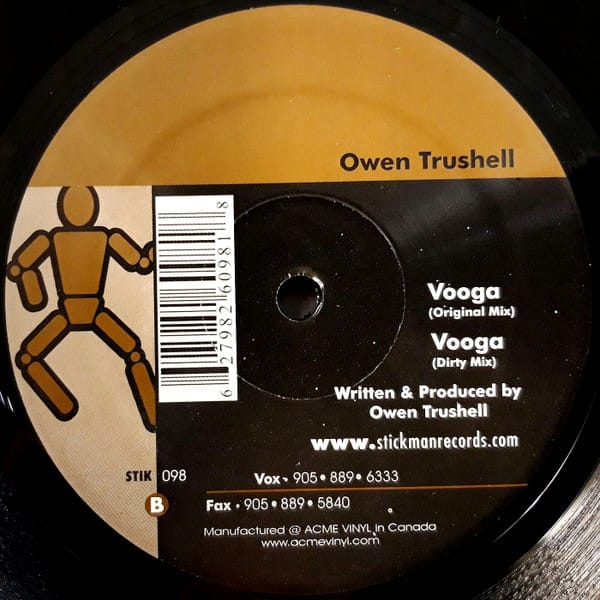 Owen Trushell
6 27982 60981 8
Vooga
(Original Mix)
Vooga
(Dirty Mix)
Written & Produced by
Owen Trushell
www.stickmanrecords.com
STIK 098
Vox • 905 • 889 • 6333
B
Fax • 905 • 889 • 5840
Manufactured @ ACME VINYL in Canada
www.acmevinyl.com